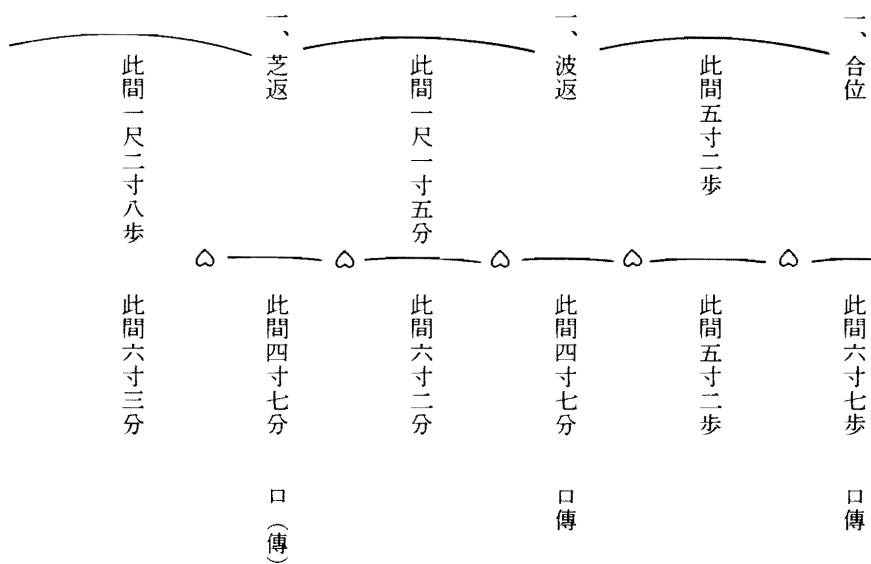 一、合位
此間六寸七歩 口傳
此間五寸二歩
此間五寸二歩
一、波返
此間四寸七分 口傳
此間一尺一寸五分
此間六寸二分
一、芝返
此間四寸七分 口(傳)
此間一尺二寸八歩
此間六寸三分